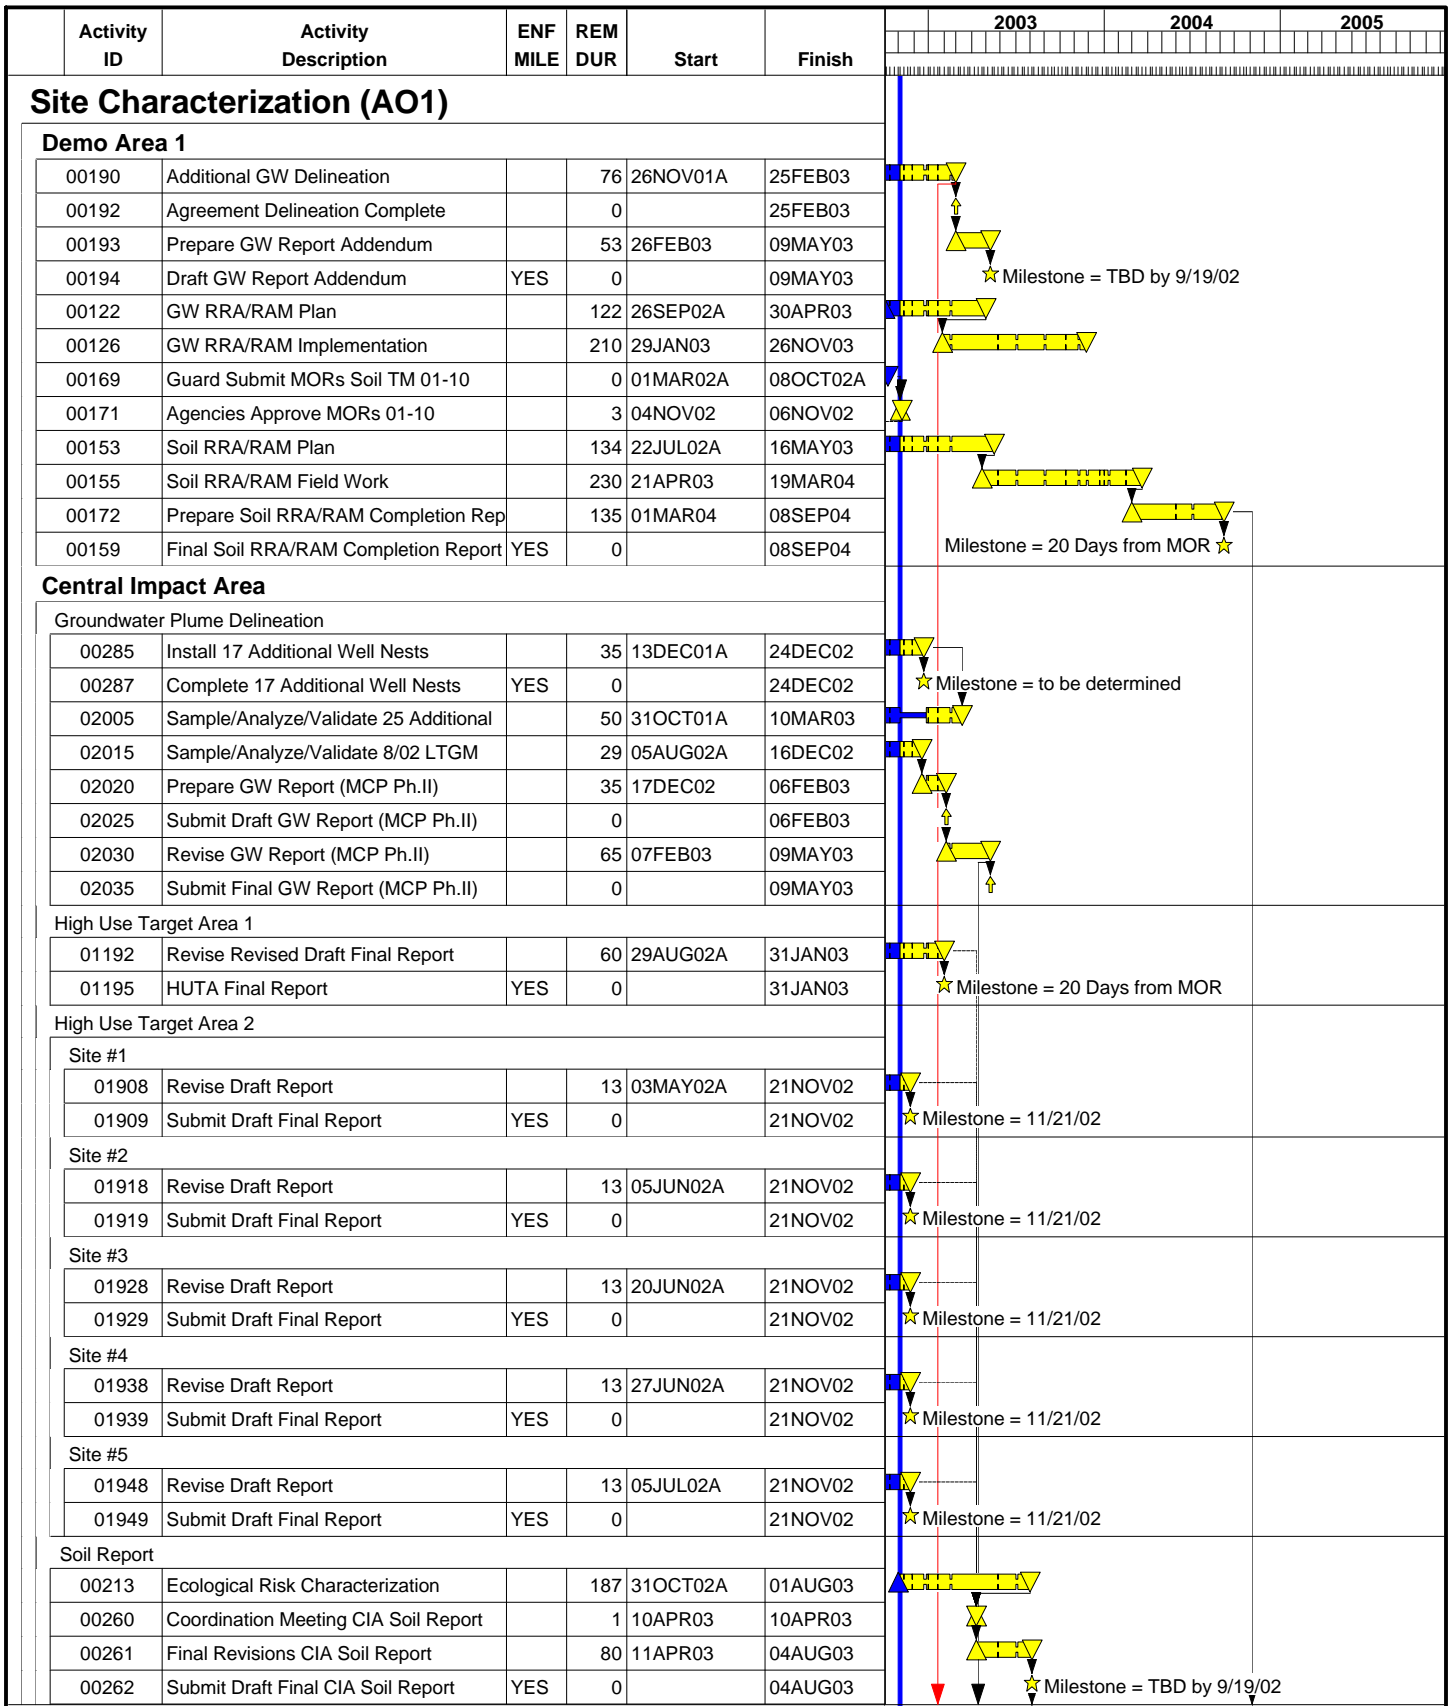 Activity Activity ENF REM 2003 2004 2005
ID Description MILE DUR Start Finish
Site Characterization (AO1)
Demo Area 1
00190 Additional GW Delineation 76 26NOV01A 25FEB03
00192 Agreement Delineation Complete 0 25FEB03
00193 Prepare GW Report Addendum 53 26FEB03 09MAY03
00194 Draft GW Report Addendum YES 0 09MAY03 Milestone = TBD by 9/19/02
00122 GW RRA/RAM Plan 122 26SEP02A 30APR03
00126 GW RRA/RAM Implementation 210 29JAN03 26NOV03
00169 Guard Submit MORs Soil TM 01-10 0 01MAR02A 08OCT02A
00171 Agencies Approve MORs 01-10 3 04NOV02 06NOV02
00153 Soil RRA/RAM Plan 134 22JUL02A 16MAY03
00155 Soil RRA/RAM Field Work 230 21APR03 19MAR04
00172 Prepare Soil RRA/RAM Completion Rep 135 01MAR04 08SEP04
00159 Final Soil RRA/RAM Completion Report YES 0 08SEP04 Milestone = 20 Days from MOR
Central Impact Area
Groundwater Plume Delineation
00285 Install 17 Additional Well Nests 35 13DEC01A 24DEC02
00287 Complete 17 Additional Well Nests YES 0 24DEC02 Milestone = to be determined
02005 Sample/Analyze/Validate 25 Additional 50 31OCT01A 10MAR03
02015 Sample/Analyze/Validate 8/02 LTGM 29 05AUG02A 16DEC02
02020 Prepare GW Report (MCP Ph.II) 35 17DEC02 06FEB03
02025 Submit Draft GW Report (MCP Ph.II) 0 06FEB03
02030 Revise GW Report (MCP Ph.II) 65 07FEB03 09MAY03
02035 Submit Final GW Report (MCP Ph.II) 0 09MAY03
High Use Target Area 1
01192 Revise Revised Draft Final Report 60 29AUG02A 31JAN03
01195 HUTA Final Report YES 0 31JAN03 Milestone = 20 Days from MOR
High Use Target Area 2
Site #1
01908 Revise Draft Report 13 03MAY02A 21NOV02
01909 Submit Draft Final Report YES 0 21NOV02 Milestone = 11/21/02
Site #2
01918 Revise Draft Report 13 05JUN02A 21NOV02
01919 Submit Draft Final Report YES 0 21NOV02 Milestone = 11/21/02
Site #3
01928 Revise Draft Report 13 20JUN02A 21NOV02
01929 Submit Draft Final Report YES 0 21NOV02 Milestone = 11/21/02
Site #4
01938 Revise Draft Report 13 27JUN02A 21NOV02
01939 Submit Draft Final Report YES 0 21NOV02 Milestone = 11/21/02
Site #5
01948 Revise Draft Report 13 05JUL02A 21NOV02
01949 Submit Draft Final Report YES 0 21NOV02 Milestone = 11/21/02
Soil Report
00213 Ecological Risk Characterization 187 31OCT02A 01AUG03
00260 Coordination Meeting CIA Soil Report 1 10APR03 10APR03
00261 Final Revisions CIA Soil Report 80 11APR03 04AUG03
00262 Submit Draft Final CIA Soil Report YES 0 04AUG03 Milestone = TBD by 9/19/02